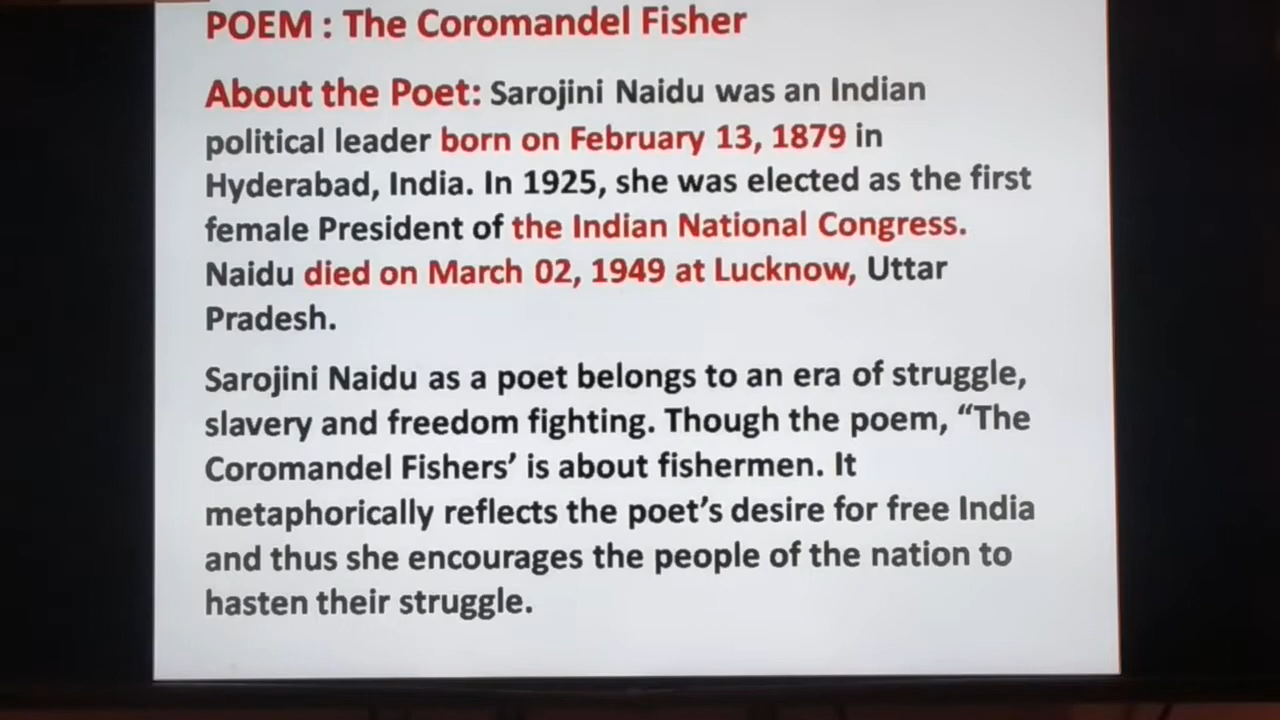 POEM : The Coromandel Fisher
About the Poet: Sarojini Naidu was an Indian
political leader born on February 13, 1879 in
Hyderabad, India. In 1925, she was elected as the first
female President of the Indian National Congress.
Naidu died on March 02, 1949 at Lucknow, Uttar
Pradesh.
Sarojini Naidu as a poet belongs to an era of struggle,
slavery and freedom fighting. Though the poem, “The
Coromandel Fishers’ is about fishermen. It
metaphorically reflects the poet’s desire for free India
and thus she encourages the people of the nation to
hasten their struggle.